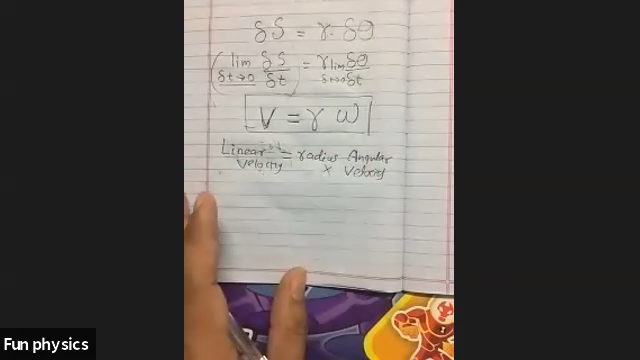 δS = r. δθ
lim δt→0 δS/δt = r lim δt→0 δθ/δt
V = r ω
Linear Velocity = radius × Angular Velocity
Fun physics